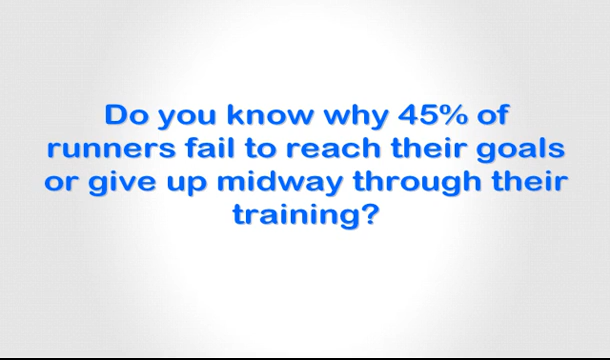 Do you know why 45% of
runners fail to reach their goals
or give up midway through their
training?